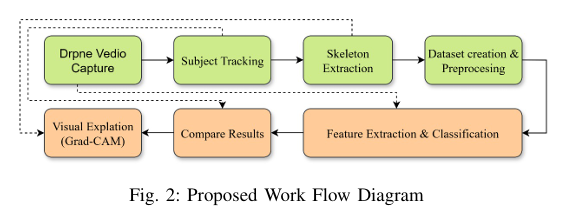 Drpne Vedio
Capture
Subject Tracking
Skeleton
Extraction
Dataset creation &
Preprocesing
Visual Explation
(Grad-CAM)
Compare Results
Feature Extraction & Classification
Fig. 2: Proposed Work Flow Diagram